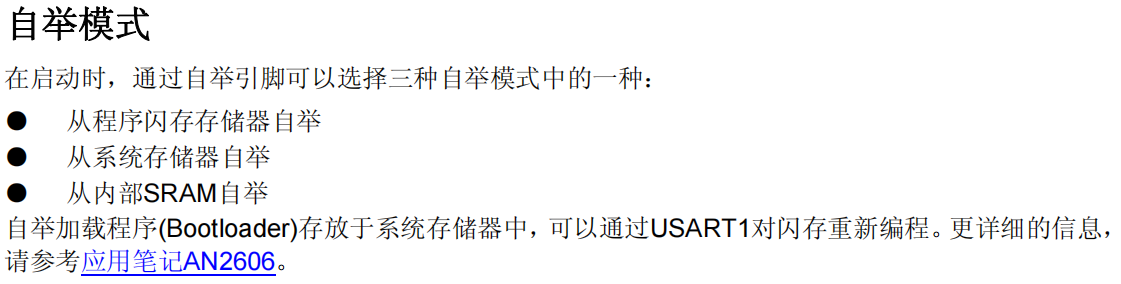 自举模式
在启动时，通过自举引脚可以选择三种自举模式中的一种：
● 从程序闪存存储器自举
● 从系统存储器自举
● 从内部SRAM自举
自举加载程序(Bootloader)存放于系统存储器中，可以通过USART1对闪存重新编程。更详细的信息，
请参考应用笔记AN2606。